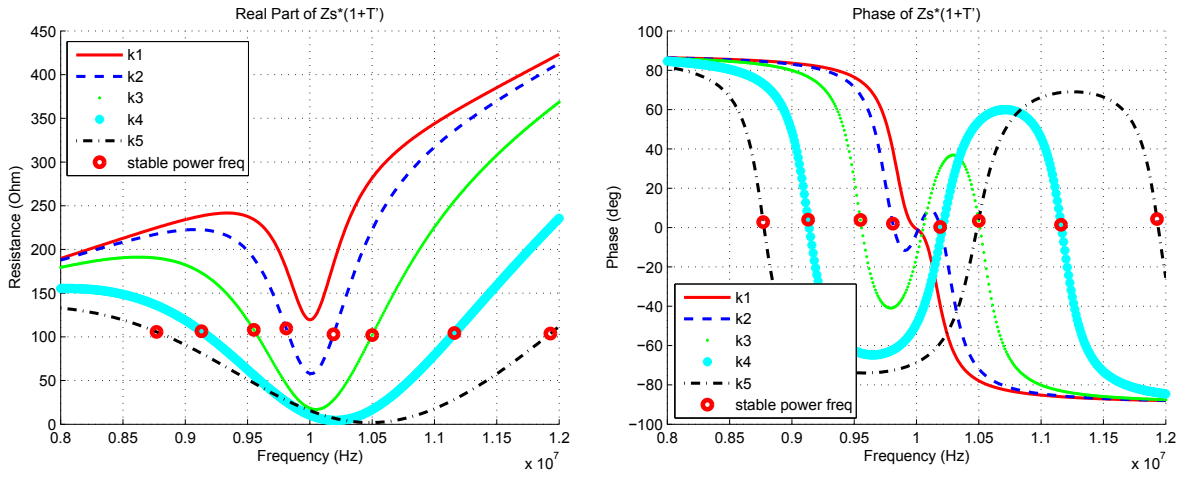 Real Part of Zs*(1+T')
450
400
350
300
250
200
150
100
50
0
Resistance (Ohm)
k1
k2
k3
k4
k5
stable power freq
0.8
0.85
0.9
0.95
1
1.05
1.1
1.15
1.2
Frequency (Hz)
x 10^7
Phase of Zs*(1+T')
100
80
60
40
20
0
−20
−40
−60
−80
−100
Phase (deg)
k1
k2
k3
k4
k5
stable power freq
0.8
0.85
0.9
0.95
1
1.05
1.1
1.15
1.2
Frequency (Hz)
x 10^7